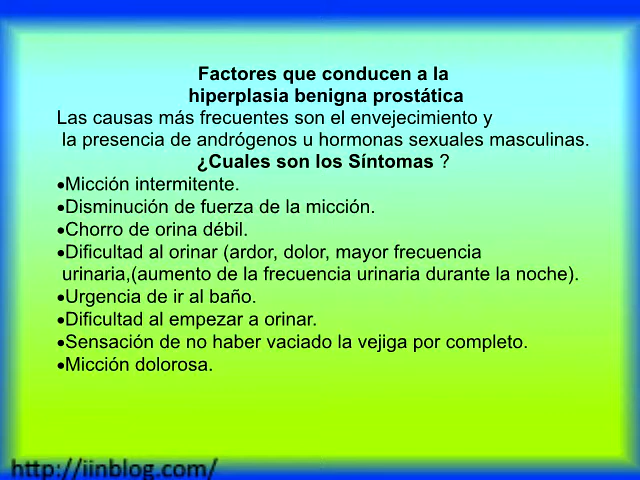 Factores que conducen a la
hiperplasia benigna prostática
Las causas más frecuentes son el envejecimiento y
la presencia de andrógenos u hormonas sexuales masculinas.
¿Cuales son los Síntomas ?
•Micción intermitente.
•Disminución de fuerza de la micción.
•Chorro de orina débil.
•Dificultad al orinar (ardor, dolor, mayor frecuencia
urinaria,(aumento de la frecuencia urinaria durante la noche).
•Urgencia de ir al baño.
•Dificultad al empezar a orinar.
•Sensación de no haber vaciado la vejiga por completo.
•Micción dolorosa.
http://iinblog.com/